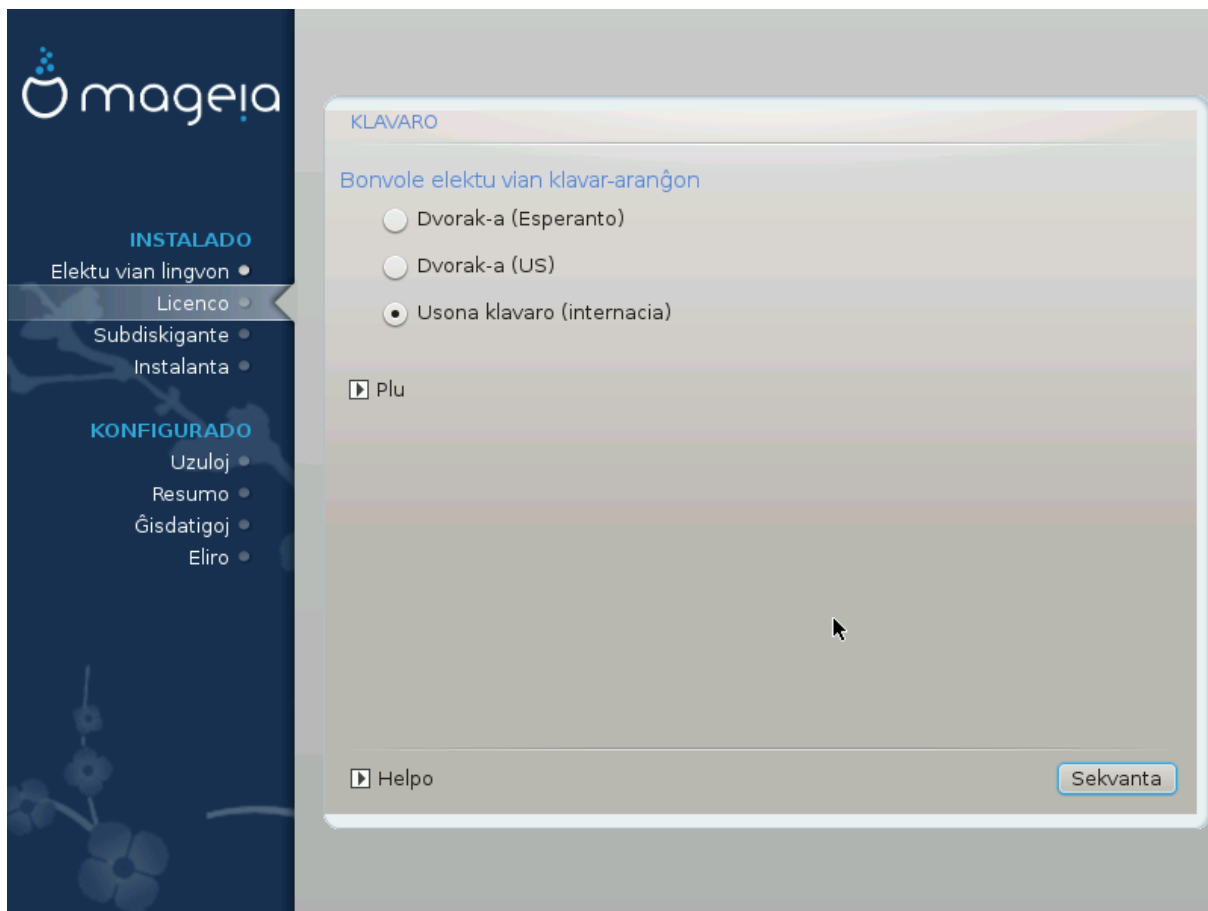 mageia
INSTALADO
Elektu vian lingvon
Licenco
Subdiskigante
Instalanta
KONFIGURADO
Uzuloj
Resumo
Ĝisdatigoj
Eliro
KLAVARO
Bonvole elektu vian klavar-aranĝon
Dvorak-a (Esperanto)
Dvorak-a (US)
Usona klavaro (internacia)
Plu
Helpo
Sekvanta